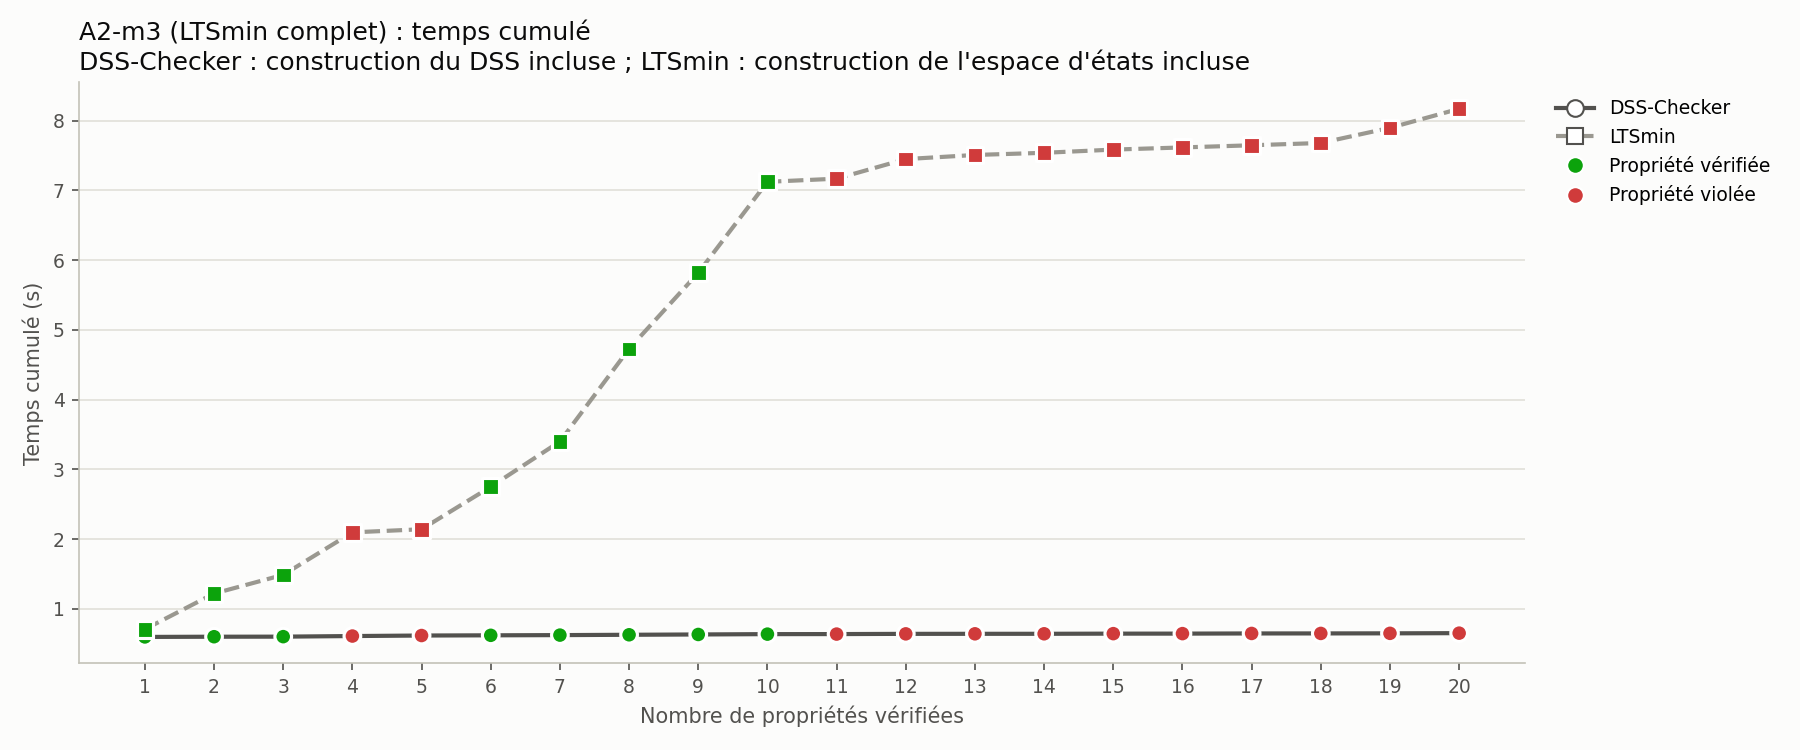 A2-m3 (LTSmin complet) : temps cumulé
DSS-Checker : construction du DSS incluse ; LTSmin : construction de l'espace d'états incluse
DSS-Checker
LTSmin
Propriété vérifiée
Propriété violée
Temps cumulé (s)
8
7
6
5
4
3
2
1
1 2 3 4 5 6 7 8 9 10 11 12 13 14 15 16 17 18 19 20
Nombre de propriétés vérifiées